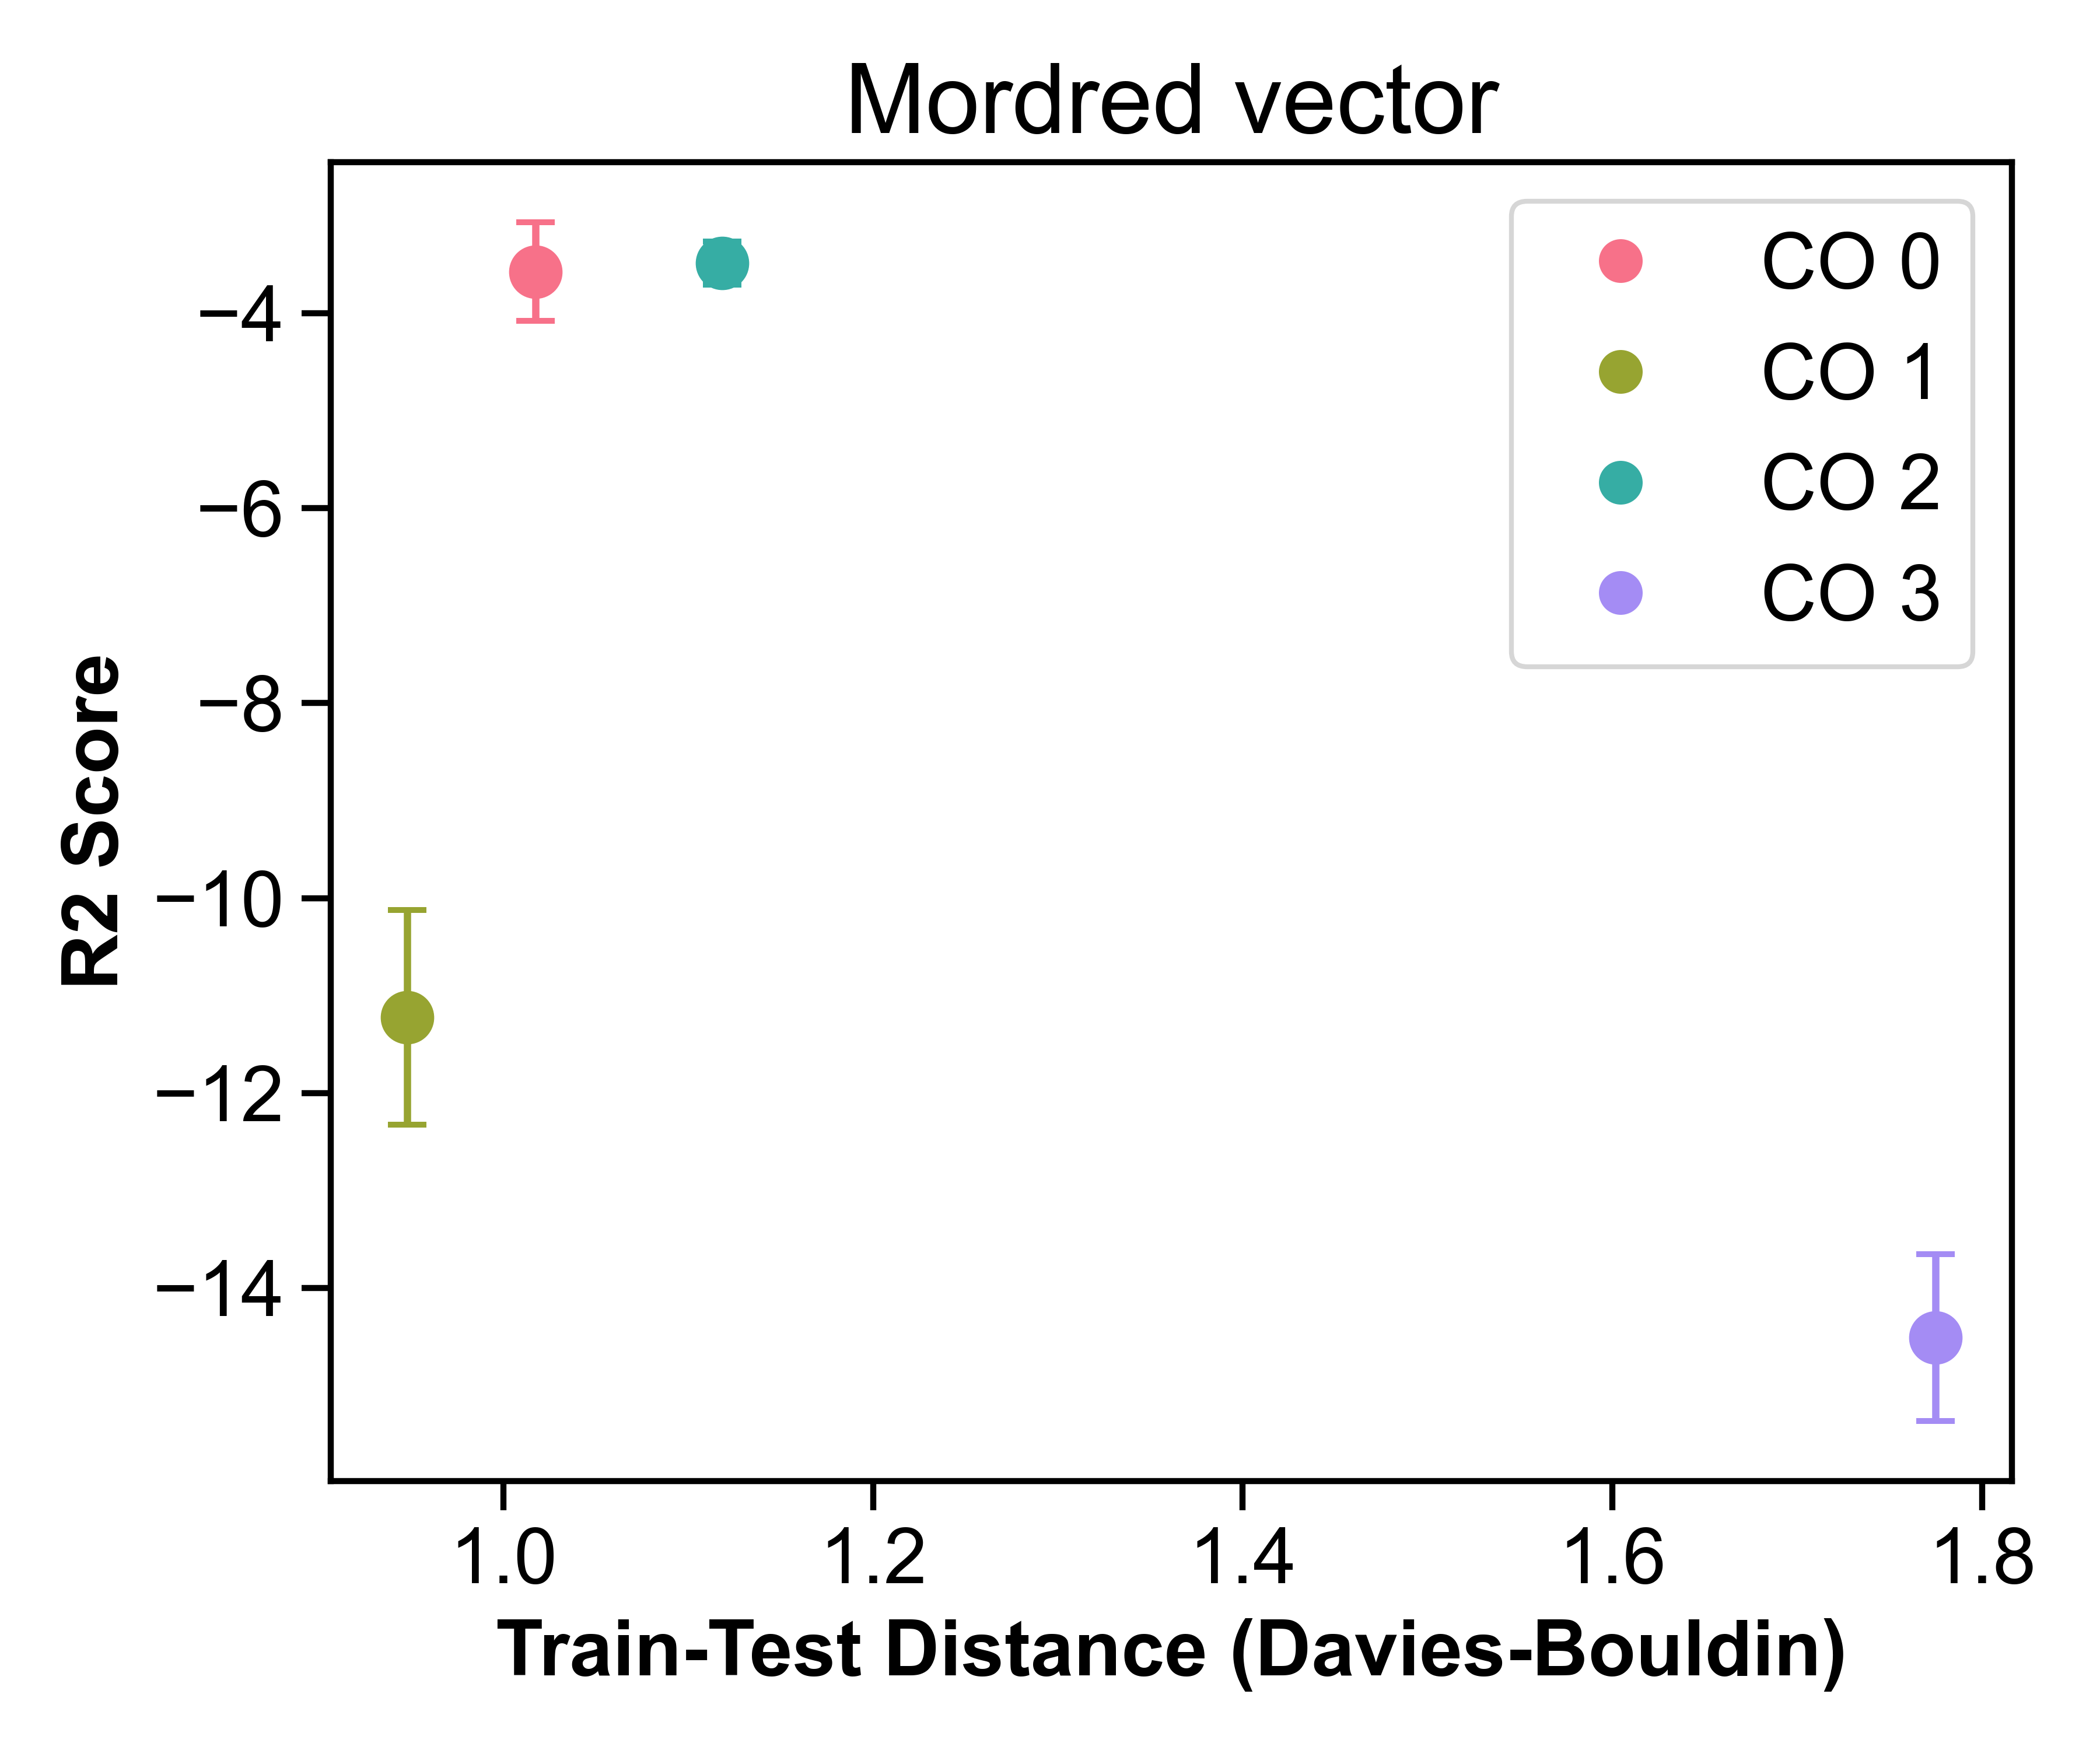 Mordred vector
CO 0
CO 1
CO 2
CO 3
R2 Score
−4
−6
−8
−10
−12
−14
1.0 1.2 1.4 1.6 1.8
Train-Test Distance (Davies-Bouldin)